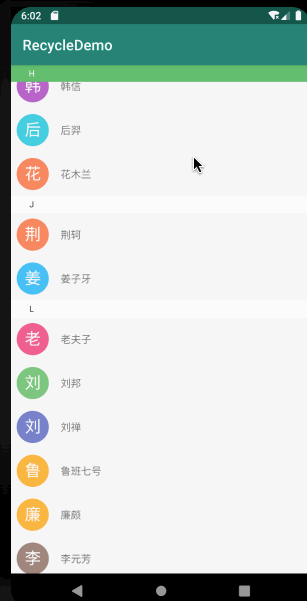 6:02
RecycleDemo
H
韩 韩信
后 后羿
花 花木兰
J
荆 荆轲
姜 姜子牙
L
老 老夫子
刘 刘邦
刘 刘禅
鲁 鲁班七号
廉 廉颇
李 李元芳